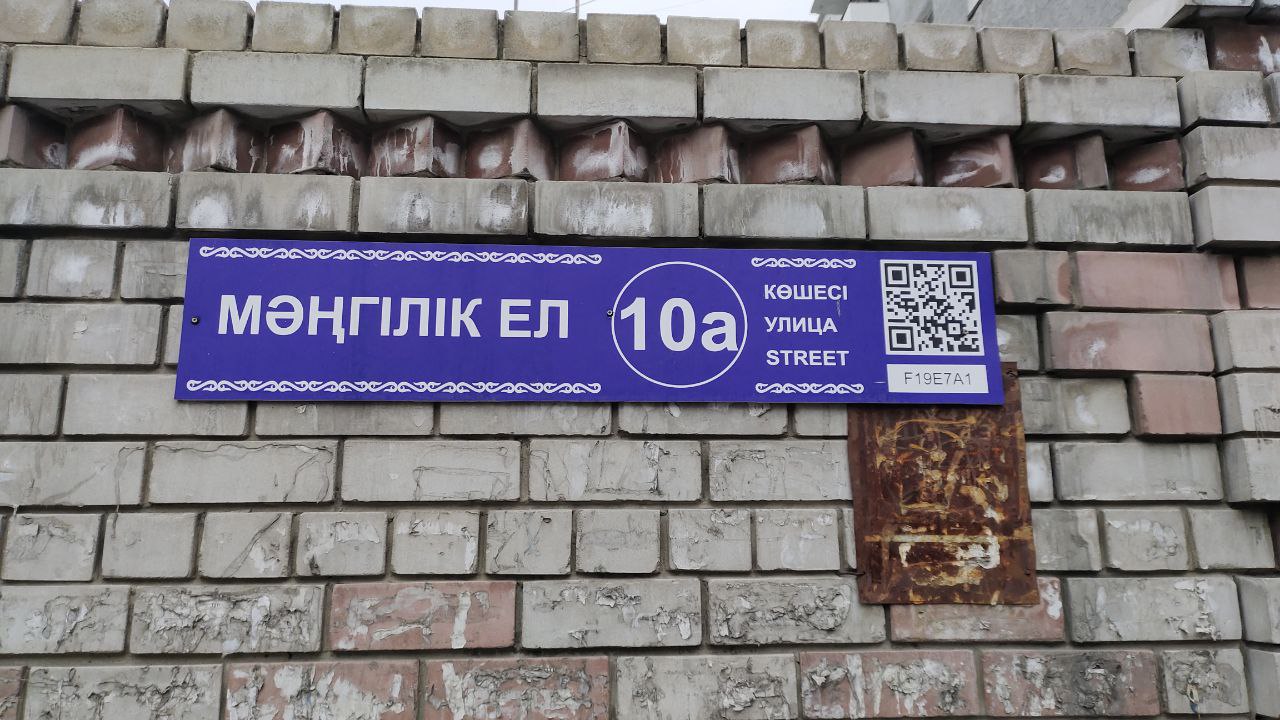 МӘҢГІЛІК ЕЛ
10а
КӨШЕСІ
УЛИЦА
STREET
F19E7A1